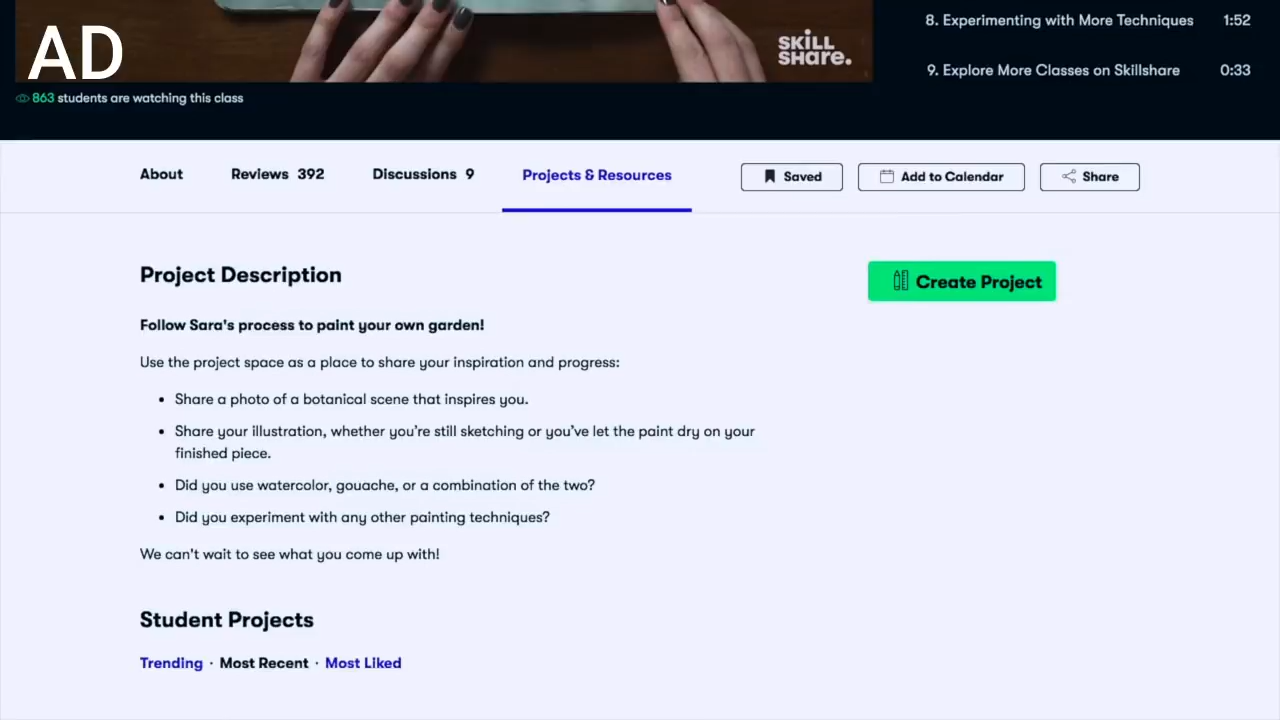 AD
SKiLL
SHare.
8. Experimenting with More Techniques 1:52
9. Explore More Classes on Skillshare 0:33
863 students are watching this class
About Reviews 392 Discussions 9 Projects & Resources Saved Add to Calendar Share
Project Description
Create Project
Follow Sara's process to paint your own garden!
Use the project space as a place to share your inspiration and progress:
• Share a photo of a botanical scene that inspires you.
• Share your illustration, whether you’re still sketching or you’ve let the paint dry on your
finished piece.
• Did you use watercolor, gouache, or a combination of the two?
• Did you experiment with any other painting techniques?
We can't wait to see what you come up with!
Student Projects
Trending · Most Recent · Most Liked